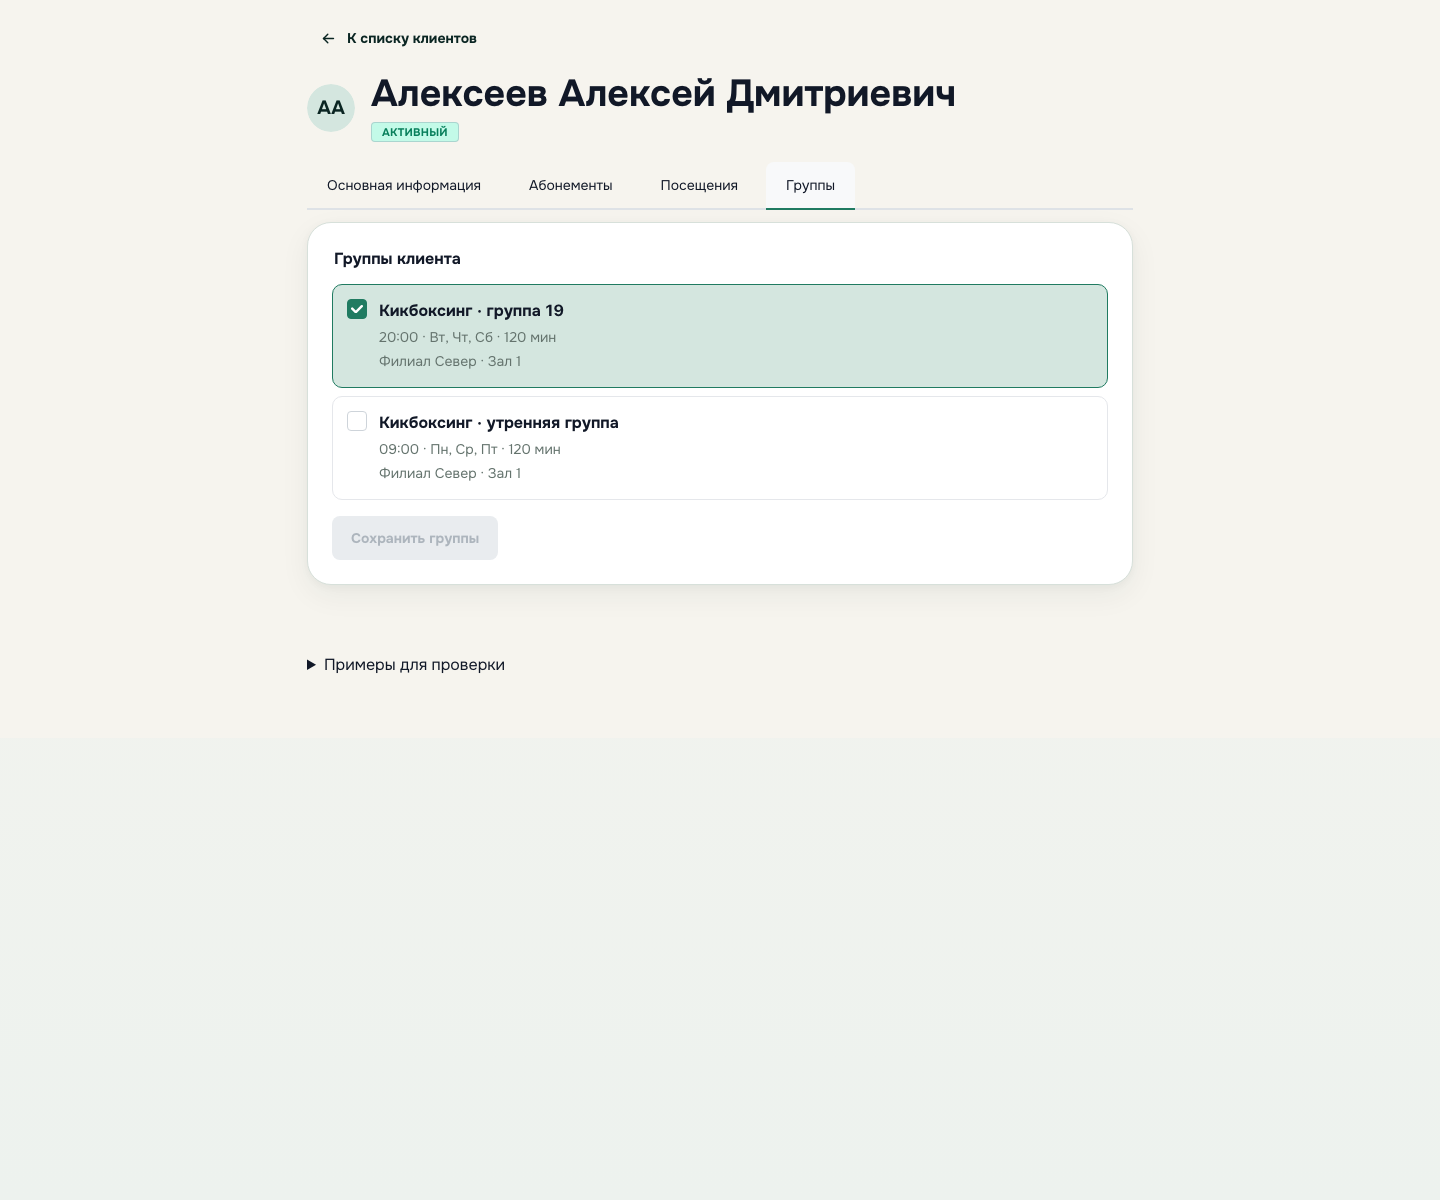 ← К списку клиентов
АА
Алексеев Алексей Дмитриевич
АКТИВНЫЙ
Основная информация Абонементы Посещения Группы
Группы клиента
Кикбоксинг · группа 19
20:00 · Вт, Чт, Сб · 120 мин
Филиал Север · Зал 1
Кикбоксинг · утренняя группа
09:00 · Пн, Ср, Пт · 120 мин
Филиал Север · Зал 1
Сохранить группы
Примеры для проверки